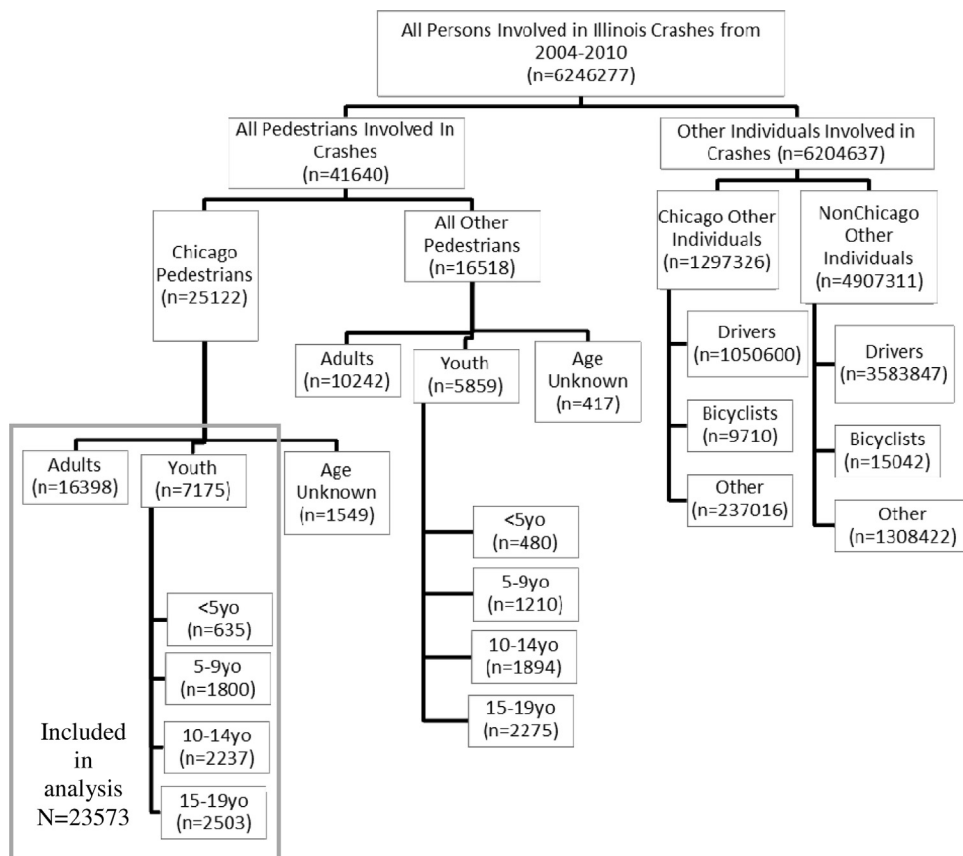 All Persons Involved in Illinois Crashes from
2004-2010
(n=6246277)
All Pedestrians Involved In
Crashes
(n=41640)
Other Individuals Involved in
Crashes (n=6204637)
Chicago
Pedestrians
(n=25122)
All Other
Pedestrians
(n=16518)
Chicago Other
Individuals
(n=1297326)
NonChicago
Other
Individuals
(n=4907311)
Adults
(n=10242)
Youth
(n=5859)
Age
Unknown
(n=417)
Drivers
(n=1050600)
Bicyclists
(n=9710)
Other
(n=237016)
Drivers
(n=3583847)
Bicyclists
(n=15042)
Other
(n=1308422)
Adults
(n=16398)
Youth
(n=7175)
Age
Unknown
(n=1549)
<5yo
(n=480)
5-9yo
(n=1210)
10-14yo
(n=1894)
15-19yo
(n=2275)
<5yo
(n=635)
5-9yo
(n=1800)
10-14yo
(n=2237)
15-19yo
(n=2503)
Included
in
analysis
N=23573